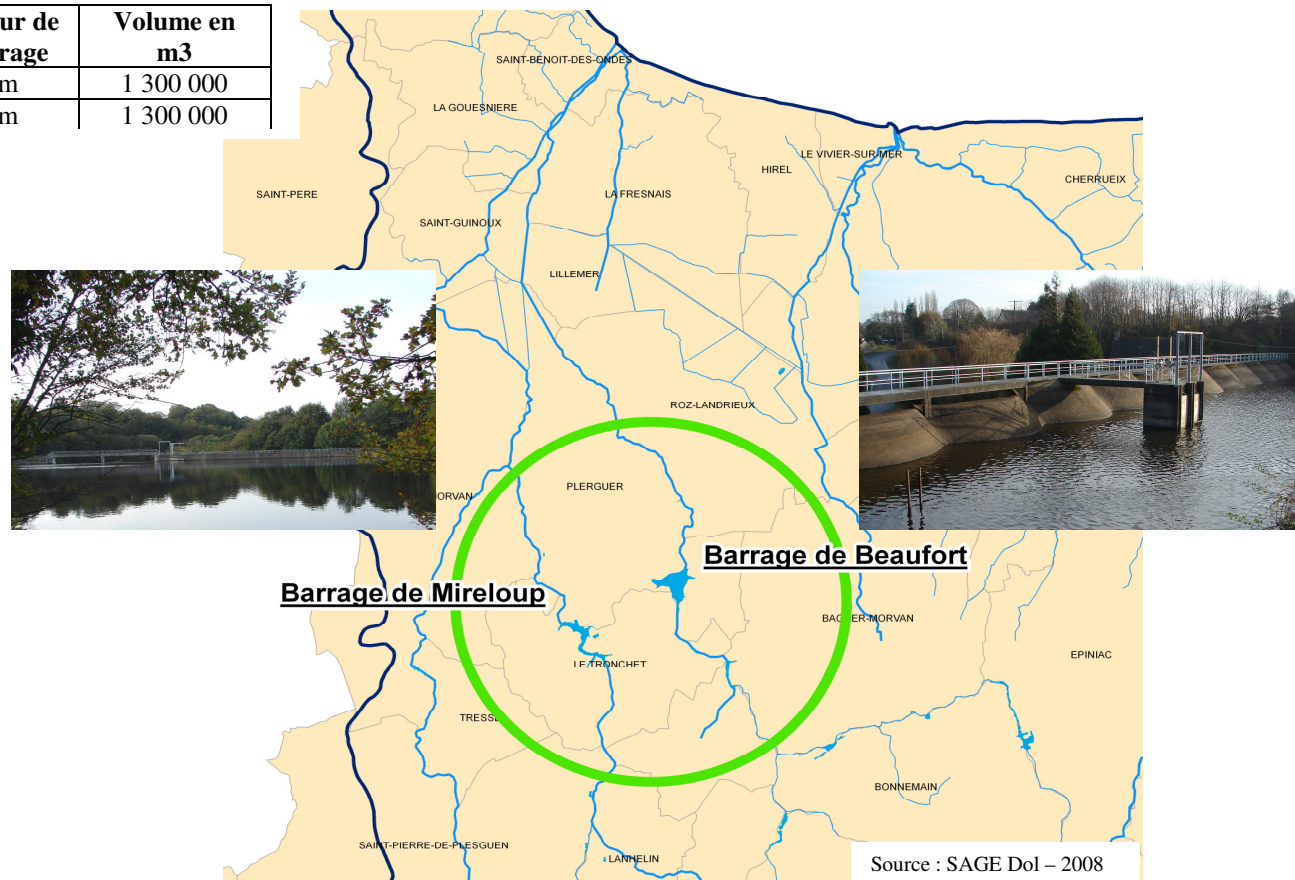 ur de Volume en
rage m3
m 1 300 000
m 1 300 000
SAINT-BENOIT-DES-ONDES
LA GOUESNIERE
LE VIVIER-SUR-MER
HIREL
CHERRUEIX
SAINT-PERE
LA FRESNAIS
SAINT-GUINOUX
LILLEMER
ROZ-LANDRIEUX
PLERGUER
ORVAN
Barrage de Beaufort
Barrage de Mireloup
BAGUER-MORVAN
LE TRONCHET
EPINIAC
TRESSE
BONNEMAIN
SAINT-PIERRE-DE-PLESGUEN
LANHELIN
Source : SAGE Dol – 2008